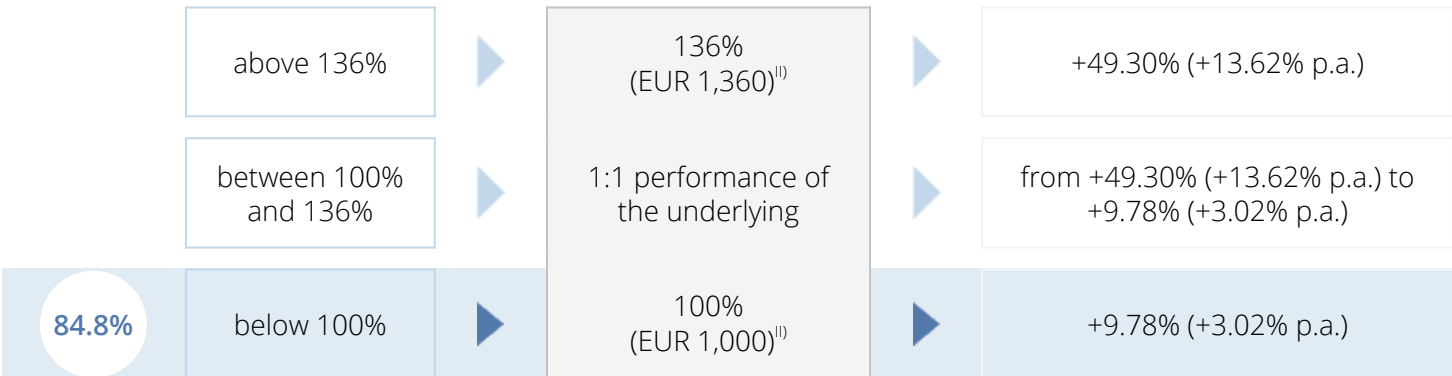 above 136%
136%
(EUR 1,360)II)
+49.30% (+13.62% p.a.)
between 100%
and 136%
1:1 performance of
the underlying
from +49.30% (+13.62% p.a.) to
+9.78% (+3.02% p.a.)
84.8%
below 100%
100%
(EUR 1,000)II)
+9.78% (+3.02% p.a.)